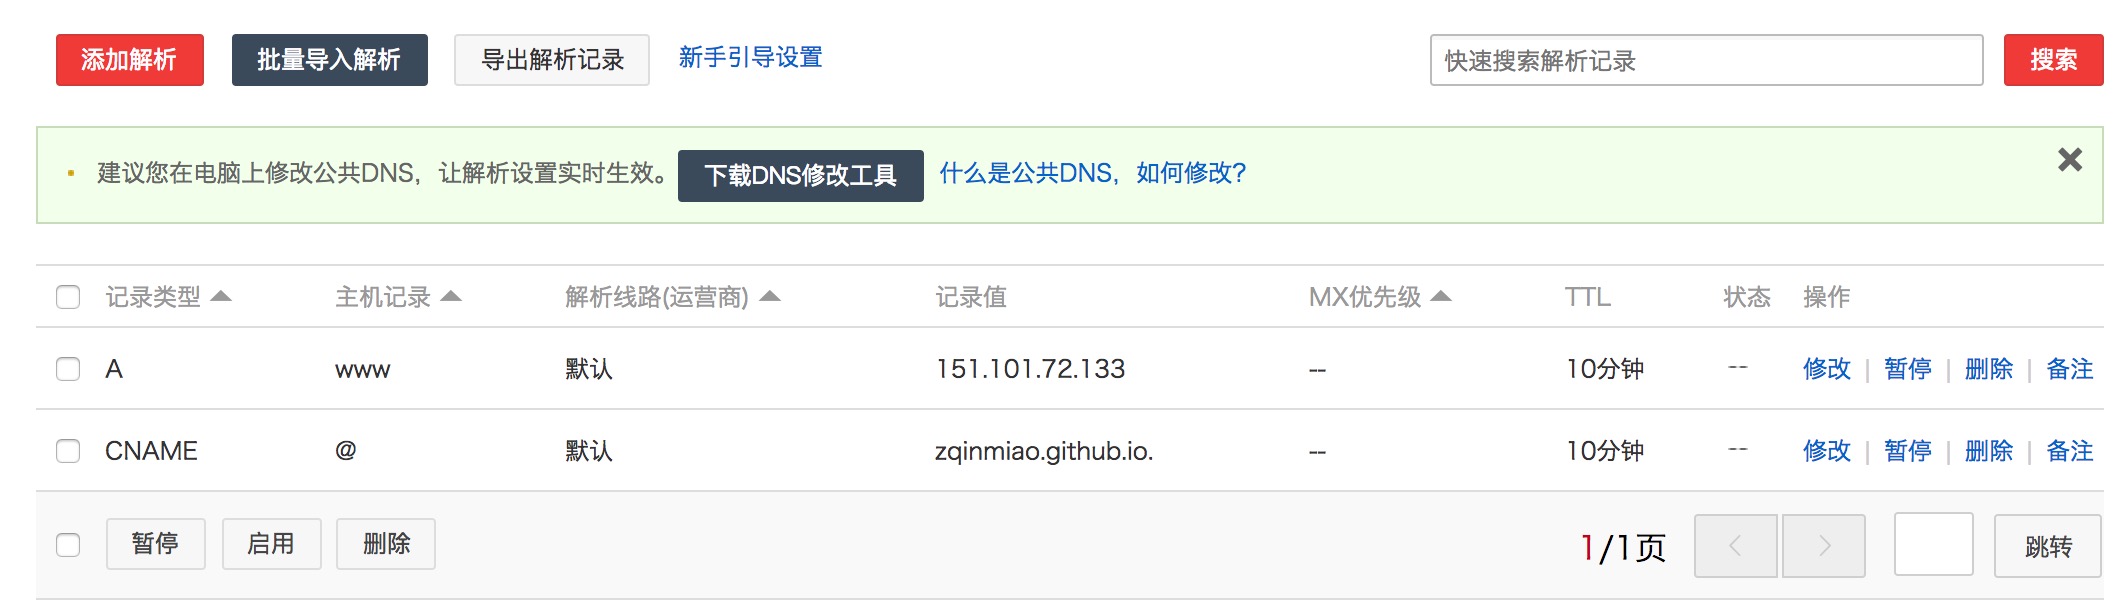 添加解析 批量导入解析 导出解析记录 新手引导设置 快速搜索解析记录 搜索
建议您在电脑上修改公共DNS，让解析设置实时生效。 下载DNS修改工具 什么是公共DNS，如何修改?
记录类型 主机记录 解析线路(运营商) 记录值 MX优先级 TTL 状态 操作
A www 默认 151.101.72.133 -- 10分钟 -- 修改 | 暂停 | 删除 | 备注
CNAME @ 默认 zqinmiao.github.io. -- 10分钟 -- 修改 | 暂停 | 删除 | 备注
暂停 启用 删除 1/1页 跳转